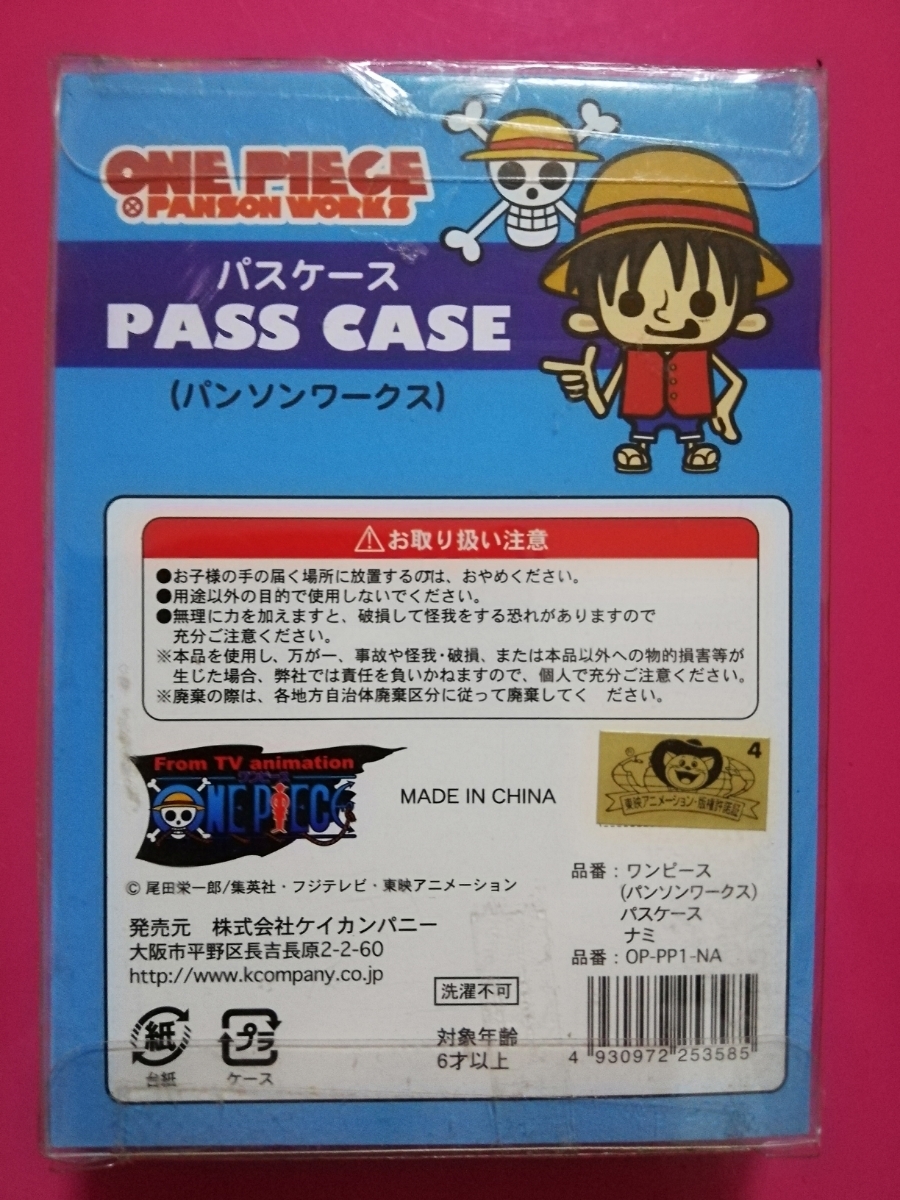 ONE PIECE
PANSON WORKS
パスケース
PASS CASE
(パンソンワークス)
⚠お取り扱い注意
●お子様の手の届く場所に放置するのは、おやめください。
●用途以外の目的で使用しないでください。
●無理に力を加えますと、破損して怪我をする恐れがありますので
充分ご注意ください。
※本品を使用し、万が一、事故や怪我・破損、または本品以外への物的損害等が
生じた場合、弊社では責任を負いかねますので、個人で充分ご注意ください。
※廃棄の際は、各地方自治体廃棄区分に従って廃棄してく ださい。
From TV animation
ワンピース
ONE PIECE
MADE IN CHINA
4
東映アニメーション・版権許諾証
© 尾田栄一郎/集英社・フジテレビ・東映アニメーション
発売元 株式会社ケイカンパニー
大阪市平野区長吉長原2-2-60
http://www.kcompany.co.jp
品番：ワンピース
(パンソンワークス)
パスケース
ナミ
品番：OP-PP1-NA
洗濯不可
対象年齢
6才以上
紙
台紙
プラ
ケース
4 930972 253585